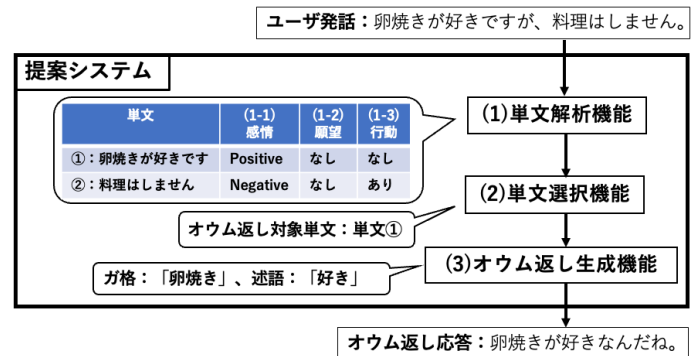 ユーザ発話：卵焼きが好きですが、料理はしません。
提案システム
単文
(1-1)
感情
(1-2)
願望
(1-3)
行動
①：卵焼きが好きです Positive なし なし
②：料理はしません Negative なし あり
(1)単文解析機能
(2)単文選択機能
オウム返し対象単文：単文①
(3)オウム返し生成機能
ガ格：「卵焼き」、述語：「好き」
オウム返し応答：卵焼きが好きなんだね。